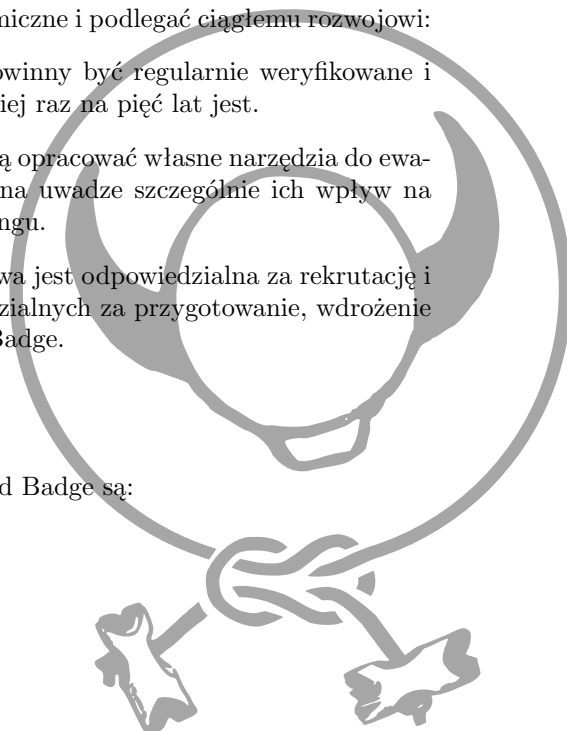 miczne i podlegać ciągłemu rozwojowi:
owinny być regularnie weryfikowane i
iej raz na pięć lat jest.
ą opracować własne narzędzia do ewa-
na uwadze szczególnie ich wpływ na
ngu.
wa jest odpowiedzialna za rekrutację i
zialnych za przygotowanie, wdrożenie
Badge.
d Badge są: